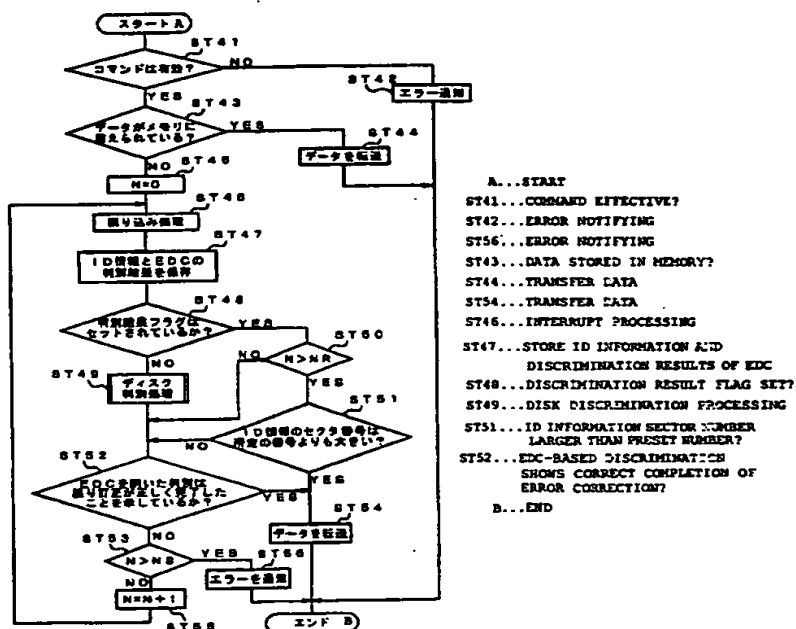 スタート A
ST41
コマンドは有効?
NO
YES
ST42
エラー通知
ST43
データがメモリに
蓄えられている?
YES
ST44
データを転送
NO
ST45
N=0
ST46
割り込み処理
ST47
ID情報とEDCの
判別結果を保存
ST48
判別結果フラグは
セットされているか?
YES
ST50
NO
N>NR
NO
YES
ST49
ディスク
判別処理
ST51
ID情報のセクタ番号は
所定の番号よりも大きい?
NO
YES
ST52
EDCを用いた判別は
誤り訂正が正しく完了した
ことを示しているか?
YES
ST54
データを転送
NO
ST53
N>NS
YES
ST56
エラーを通知
NO
N=N+1
ST55
エンド B
A...START
ST41...COMMAND EFFECTIVE?
ST42...ERROR NOTIFYING
ST56...ERROR NOTIFYING
ST43...DATA STORED IN MEMORY?
ST44...TRANSFER DATA
ST54...TRANSFER DATA
ST46...INTERRUPT PROCESSING
ST47...STORE ID INFORMATION AND
DISCRIMINATION RESULTS OF EDC
ST48...DISCRIMINATION RESULT FLAG SET?
ST49...DISK DISCRIMINATION PROCESSING
ST51...ID INFORMATION SECTOR NUMBER
LARGER THAN PRESET NUMBER?
ST52...EDC-BASED DISCRIMINATION
SHOWS CORRECT COMPLETION OF
ERROR CORRECTION?
B...END